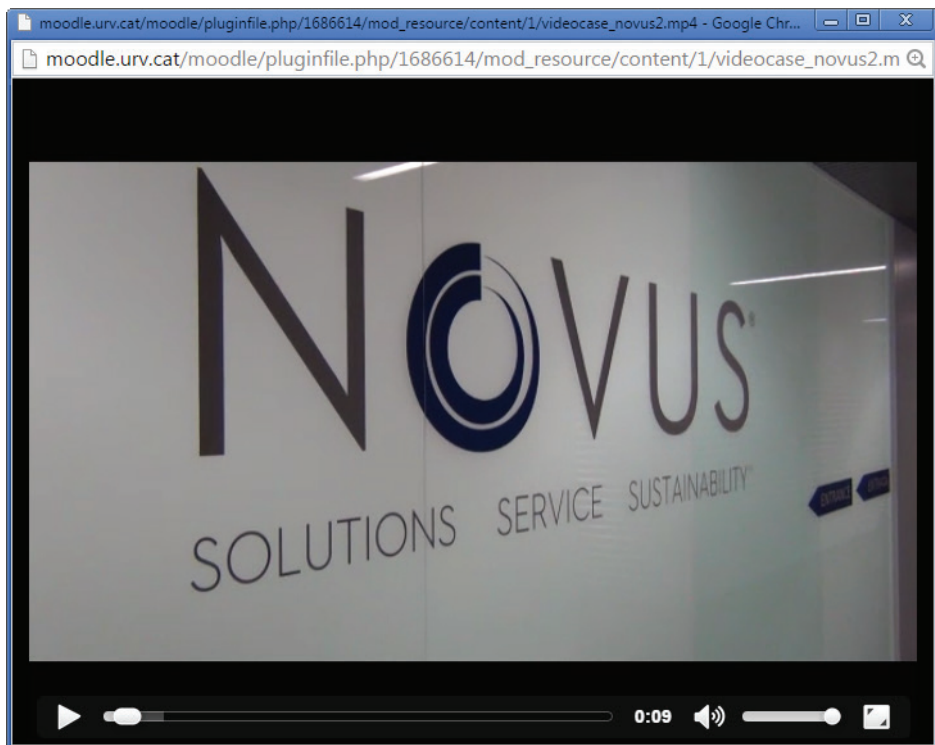 moodle.urv.cat/moodle/pluginfile.php/1686614/mod_resource/content/1/videocase_novus2.mp4 - Google Chr...
moodle.urv.cat/moodle/pluginfile.php/1686614/mod_resource/content/1/videocase_novus2.m
NOVUS®
SOLUTIONS SERVICE SUSTAINABILITY
ENTRANCE
0:09